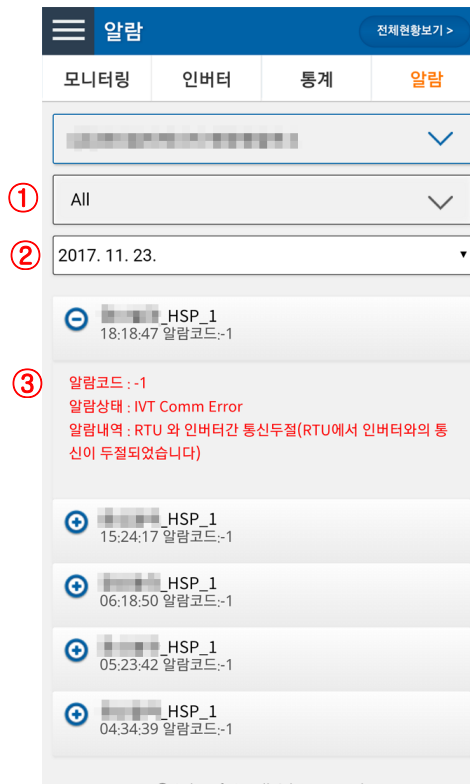 알람
전체현황보기 >
모니터링 인버터 통계 알람
① All
② 2017. 11. 23.
_HSP_1
18:18:47 알람코드:-1
③ 알람코드 : -1
알람상태 : IVT Comm Error
알람내역 : RTU 와 인버터간 통신두절(RTU에서 인버터와의 통
신이 두절되었습니다)
_HSP_1
15:24:17 알람코드:-1
_HSP_1
06:18:50 알람코드:-1
_HSP_1
05:23:42 알람코드:-1
_HSP_1
04:34:39 알람코드:-1